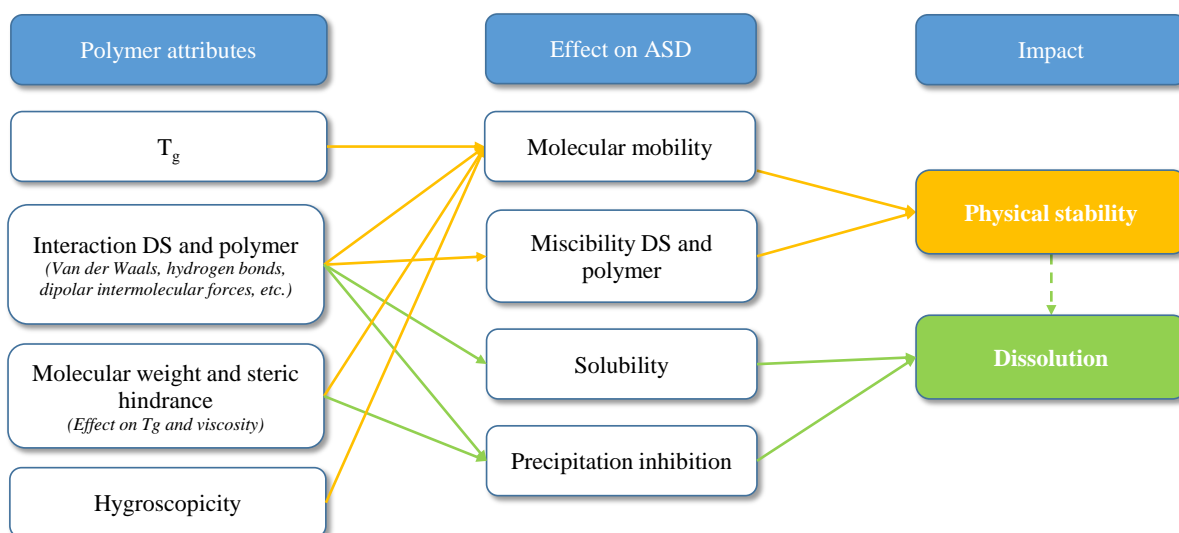 Polymer attributes
Effect on ASD
Impact
Tg
Interaction DS and polymer
(Van der Waals, hydrogen bonds,
dipolar intermolecular forces, etc.)
Molecular weight and steric
hindrance
(Effect on Tg and viscosity)
Hygroscopicity
Molecular mobility
Miscibility DS and
polymer
Solubility
Precipitation inhibition
Physical stability
Dissolution